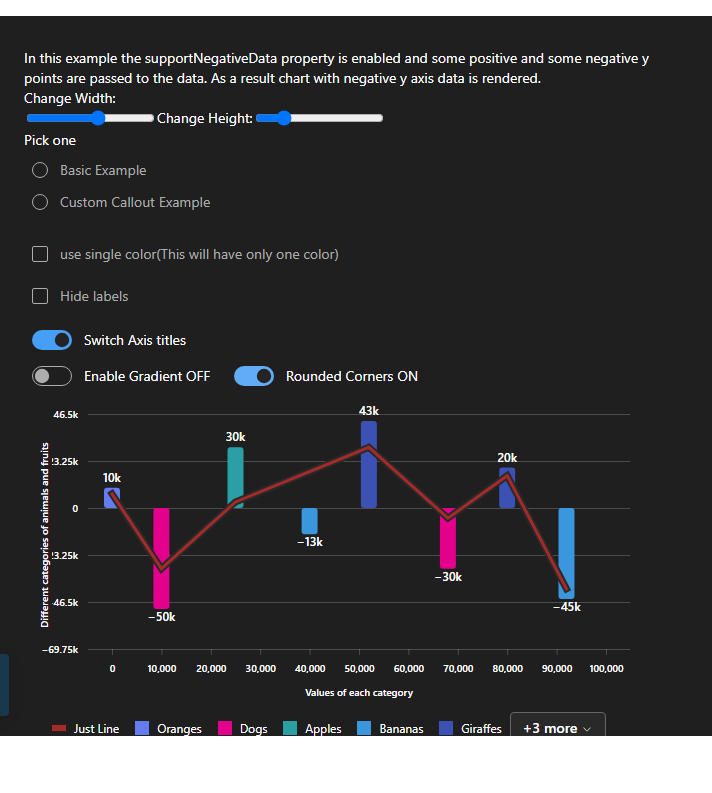 In this example the supportNegativeData property is enabled and some positive and some negative y
points are passed to the data. As a result chart with negative y axis data is rendered.
Change Width:
Change Height:
Pick one
Basic Example
Custom Callout Example
use single color(This will have only one color)
Hide labels
Switch Axis titles
Enable Gradient OFF Rounded Corners ON
Different categories of animals and fruits
46.5k
3.25k
0
3.25k
-46.5k
−69.75k
10k
−50k
30k
−13k
43k
−30k
20k
−45k
0 10,000 20,000 30,000 40,000 50,000 60,000 70,000 80,000 90,000 100,000
Values of each category
Just Line Oranges Dogs Apples Bananas Giraffes +3 more